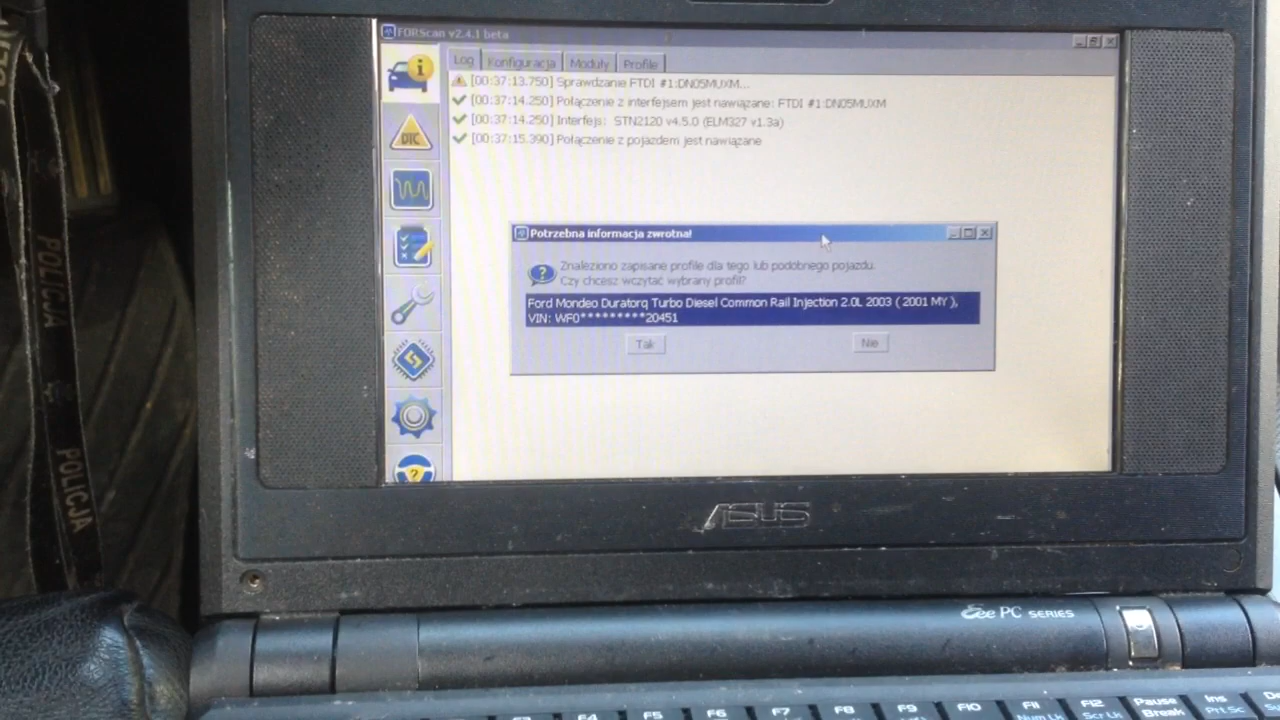 FORScan v2.4.1 beta
Log Konfiguracja Moduły Profile
[00:37:13.750] Sprawdzanie FTDI #1:DN05MUXM...
[00:37:14.250] Połączenie z interfejsem jest nawiązane: FTDI #1:DN05MUXM
[00:37:14.250] Interfejs: STN2120 v4.5.0 (ELM327 v1.3a)
[00:37:15.390] Połączenie z pojazdem jest nawiązane
DTC
Potrzebna informacja zwrotna!
Znaleziono zapisane profile dla tego lub podobnego pojazdu.
Czy chcesz wczytać wybrany profil?
Ford Mondeo Duratorq Turbo Diesel Common Rail Injection 2.0L 2003 ( 2001 MY ),
VIN: WF0*********20451
Tak Nie
POLICJA
POLICJA
ASUS
Eee PC SERIES
F4 F5 F6 F7 F8 F9 F10 F11 F12 Pause Ins
Num Lk Scr Lk Break Prt Sc